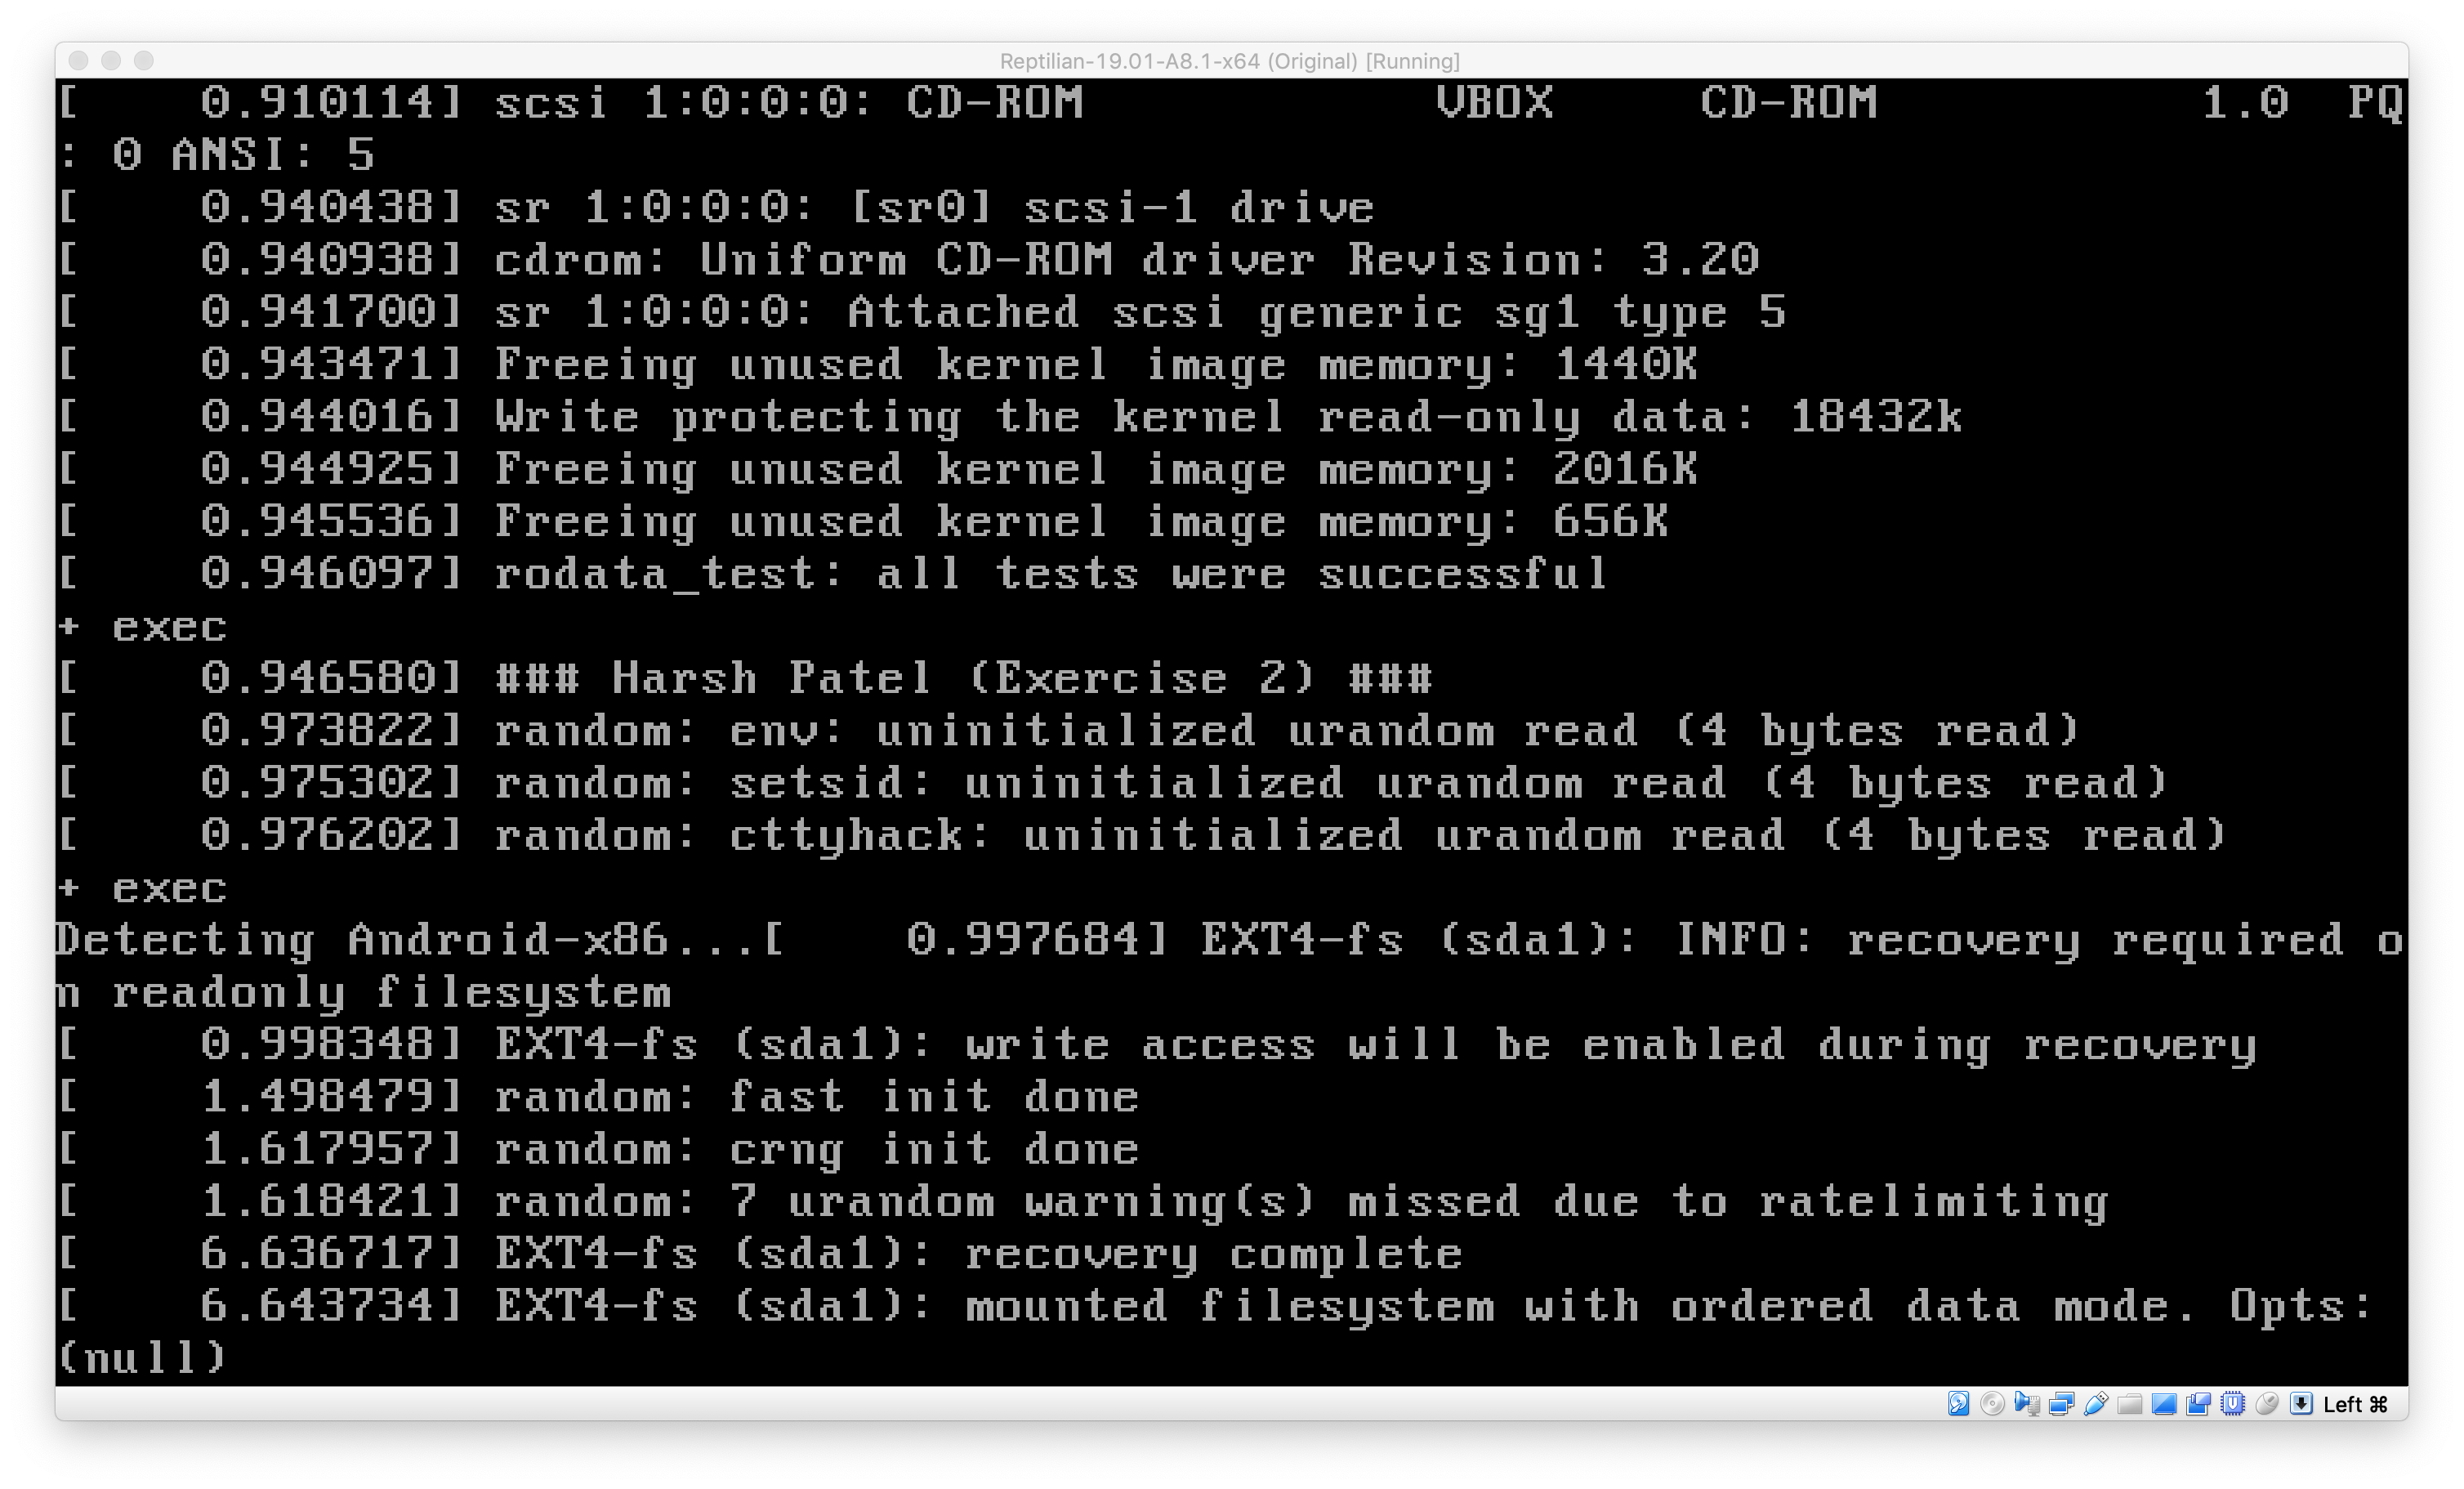 Reptilian-19.01-A8.1-x64 (Original) [Running]
[    0.910114] scsi 1:0:0:0: CD-ROM            VBOX     CD-ROM           1.0  PQ
: 0 ANSI: 5
[    0.940438] sr 1:0:0:0: [sr0] scsi-1 drive
[    0.940938] cdrom: Uniform CD-ROM driver Revision: 3.20
[    0.941700] sr 1:0:0:0: Attached scsi generic sg1 type 5
[    0.943471] Freeing unused kernel image memory: 1440K
[    0.944016] Write protecting the kernel read-only data: 18432k
[    0.944925] Freeing unused kernel image memory: 2016K
[    0.945536] Freeing unused kernel image memory: 656K
[    0.946097] rodata_test: all tests were successful
+ exec
[    0.946580] ### Harsh Patel (Exercise 2) ###
[    0.973822] random: env: uninitialized urandom read (4 bytes read)
[    0.975302] random: setsid: uninitialized urandom read (4 bytes read)
[    0.976202] random: cttyhack: uninitialized urandom read (4 bytes read)
+ exec
Detecting Android-x86...[    0.997684] EXT4-fs (sda1): INFO: recovery required o
n readonly filesystem
[    0.998348] EXT4-fs (sda1): write access will be enabled during recovery
[    1.498479] random: fast init done
[    1.617957] random: crng init done
[    1.618421] random: 7 urandom warning(s) missed due to ratelimiting
[    6.636717] EXT4-fs (sda1): recovery complete
[    6.643734] EXT4-fs (sda1): mounted filesystem with ordered data mode. Opts:
(null)
Left ⌘